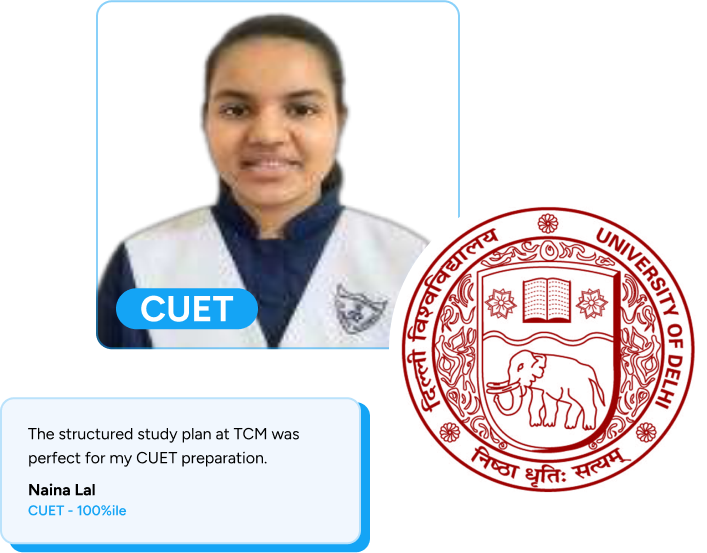 CUET
दिल्ली विश्वविद्यालय
UNIVERSITY OF DELHI
निष्ठा धृतिः सत्यम्
The structured study plan at TCM was
perfect for my CUET preparation.
Naina Lal
CUET - 100%ile